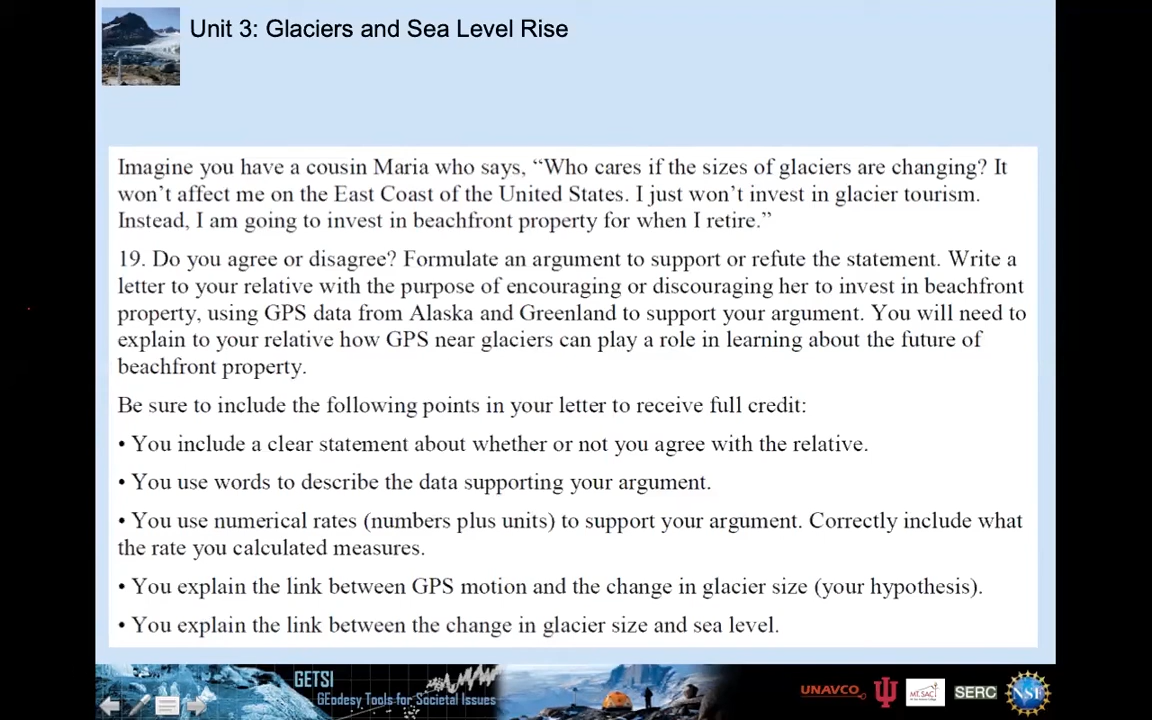 Unit 3: Glaciers and Sea Level Rise
Imagine you have a cousin Maria who says, “Who cares if the sizes of glaciers are changing? It
won’t affect me on the East Coast of the United States. I just won’t invest in glacier tourism.
Instead, I am going to invest in beachfront property for when I retire.”
19. Do you agree or disagree? Formulate an argument to support or refute the statement. Write a
letter to your relative with the purpose of encouraging or discouraging her to invest in beachfront
property, using GPS data from Alaska and Greenland to support your argument. You will need to
explain to your relative how GPS near glaciers can play a role in learning about the future of
beachfront property.
Be sure to include the following points in your letter to receive full credit:
• You include a clear statement about whether or not you agree with the relative.
• You use words to describe the data supporting your argument.
• You use numerical rates (numbers plus units) to support your argument. Correctly include what
the rate you calculated measures.
• You explain the link between GPS motion and the change in glacier size (your hypothesis).
• You explain the link between the change in glacier size and sea level.
GETSI
GEodesy Tools for Societal Issues
UNAVCO
MT. SAC
SERC
NSF